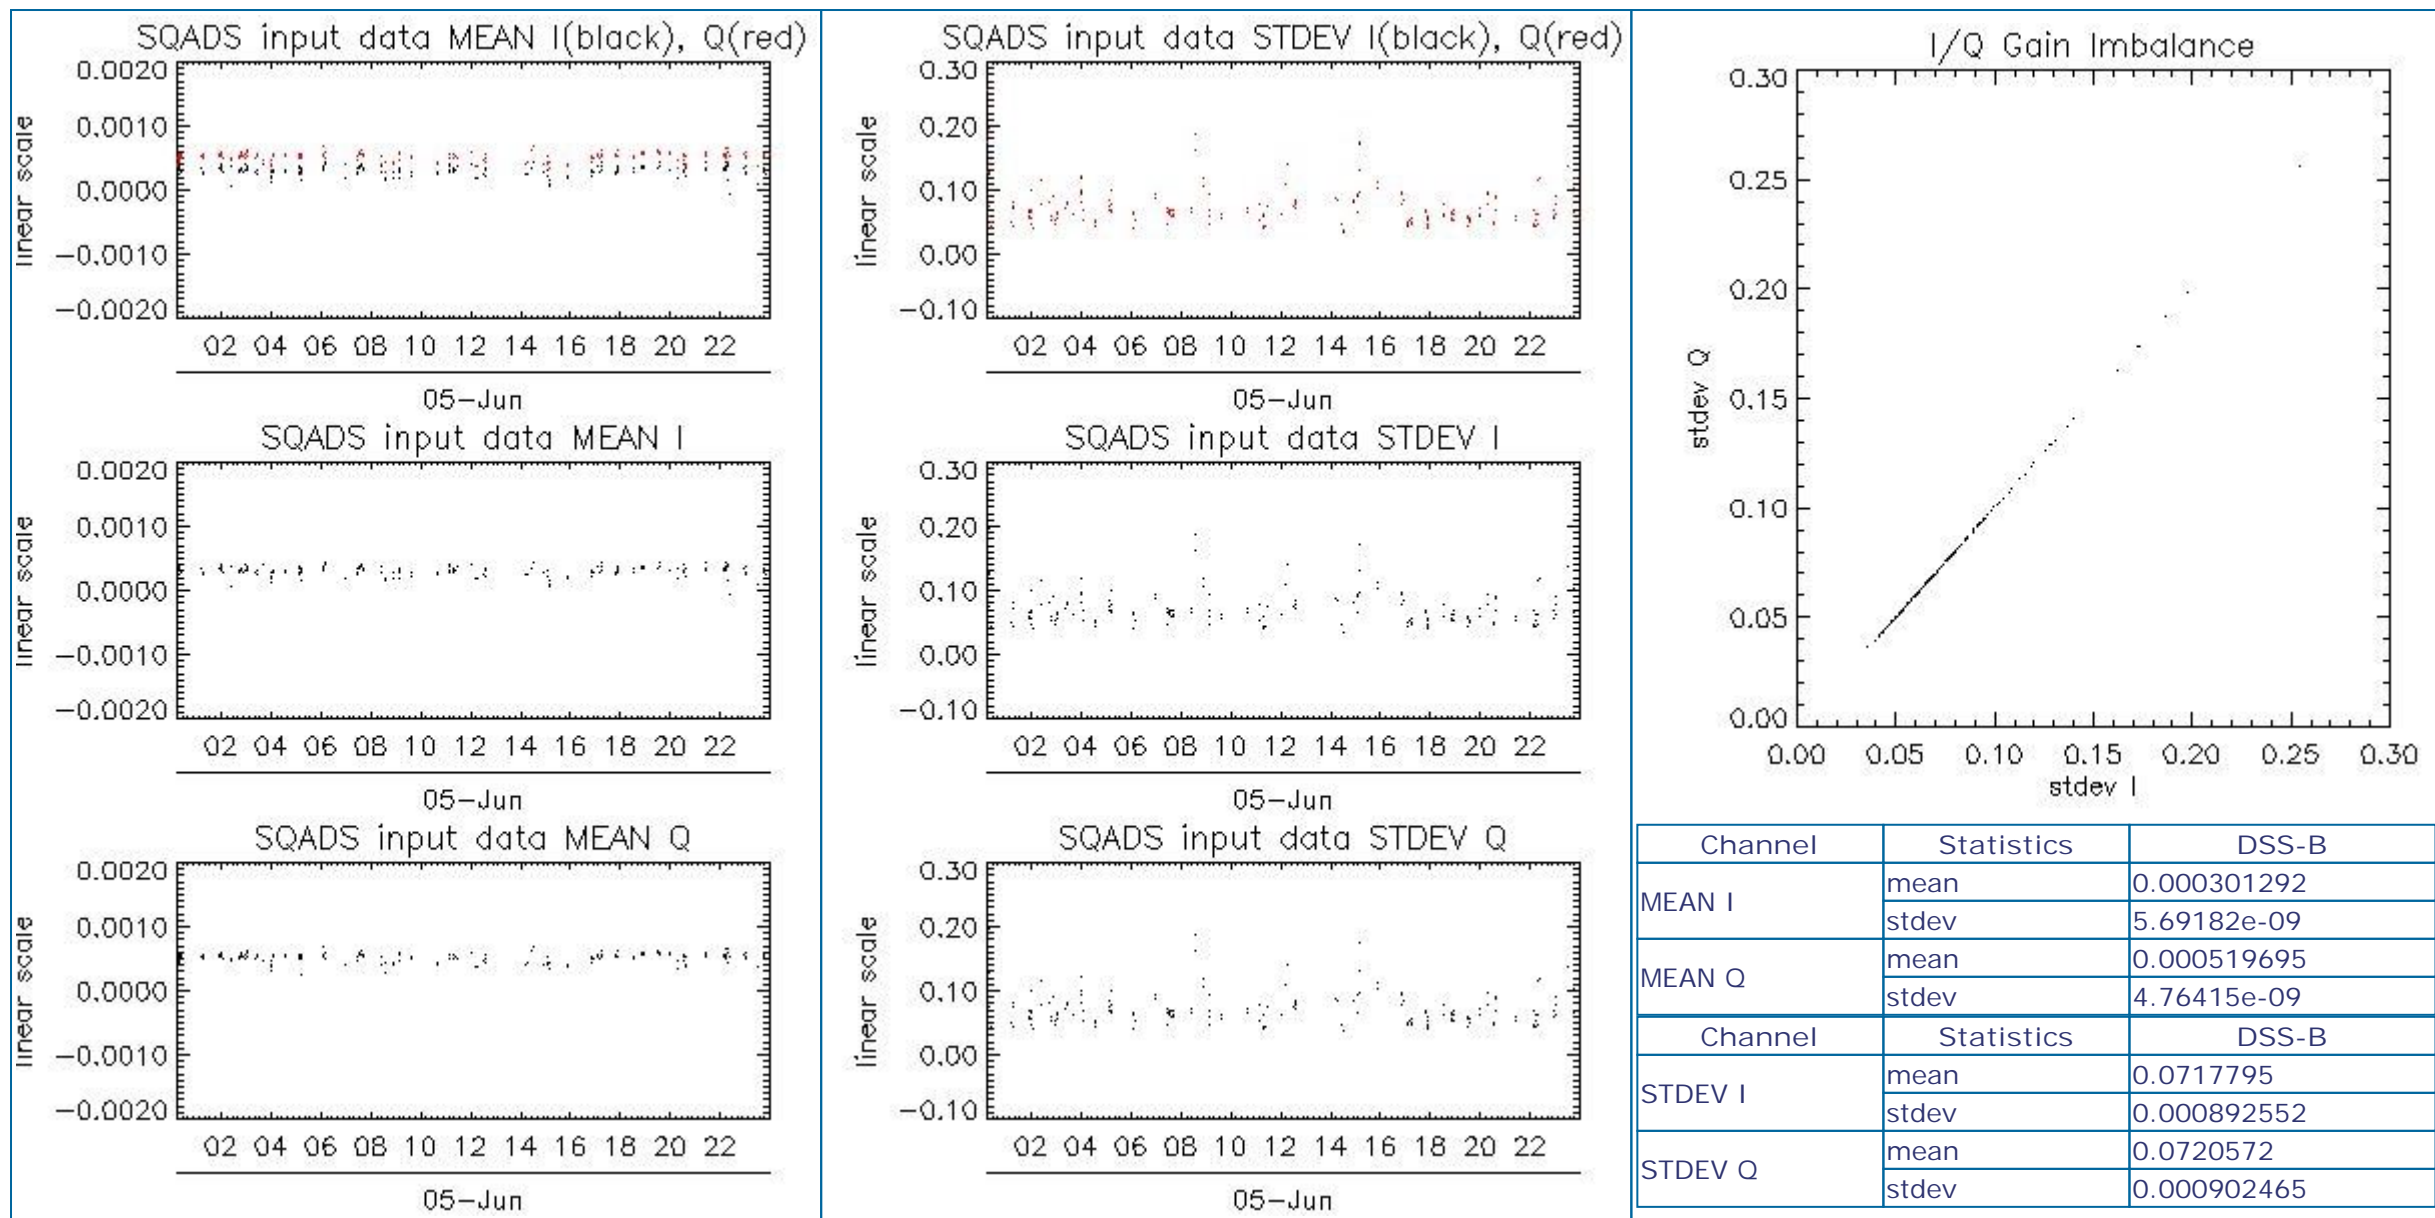 SQADS input data MEAN I(black), Q(red)
0.0020
0.0010
0.0000
−0.0010
−0.0020
linear scale
02 04 06 08 10 12 14 16 18 20 22
05−Jun
SQADS input data MEAN I
0.0020
0.0010
0.0000
−0.0010
−0.0020
linear scale
02 04 06 08 10 12 14 16 18 20 22
05−Jun
SQADS input data MEAN Q
0.0020
0.0010
0.0000
−0.0010
−0.0020
linear scale
02 04 06 08 10 12 14 16 18 20 22
05−Jun
SQADS input data STDEV I(black), Q(red)
0.30
0.20
0.10
0.00
−0.10
linear scale
02 04 06 08 10 12 14 16 18 20 22
05−Jun
SQADS input data STDEV I
0.30
0.20
0.10
0.00
−0.10
linear scale
02 04 06 08 10 12 14 16 18 20 22
05−Jun
SQADS input data STDEV Q
0.30
0.20
0.10
0.00
−0.10
linear scale
02 04 06 08 10 12 14 16 18 20 22
05−Jun
I/Q Gain Imbalance
0.30
0.25
0.20
0.15
0.10
0.05
0.00
stdev Q
0.00 0.05 0.10 0.15 0.20 0.25 0.30
stdev I
Channel Statistics DSS-B
MEAN I mean 0.000301292
stdev 5.69182e-09
MEAN Q mean 0.000519695
stdev 4.76415e-09
Channel Statistics DSS-B
STDEV I mean 0.0717795
stdev 0.000892552
STDEV Q mean 0.0720572
stdev 0.000902465